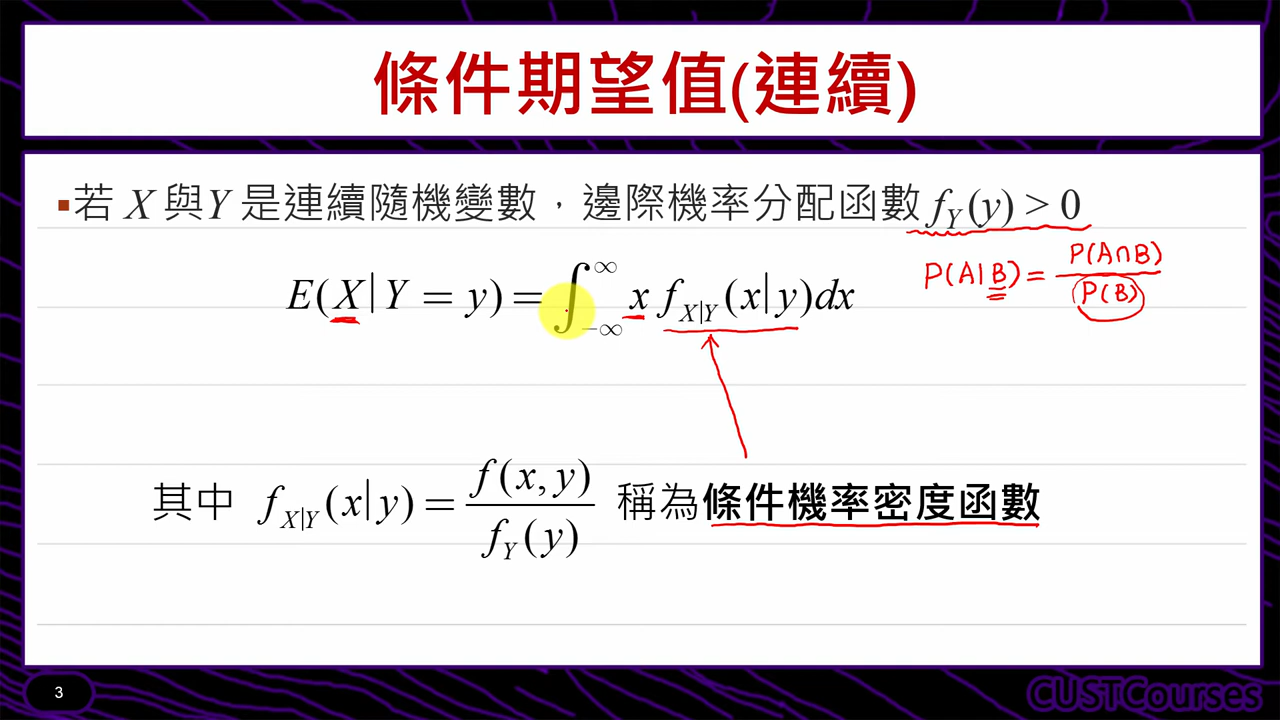 條件期望值(連續)
▪若 X 與Y 是連續隨機變數，邊際機率分配函數 f_Y(y) > 0
P(A|B) = P(A∩B) / P(B)
E(X|Y = y) = ∫_{-∞}^{∞} x f_{X|Y}(x|y)dx
其中 f_{X|Y}(x|y) = f(x, y) / f_Y(y) 稱為條件機率密度函數
3
CUSTCourses